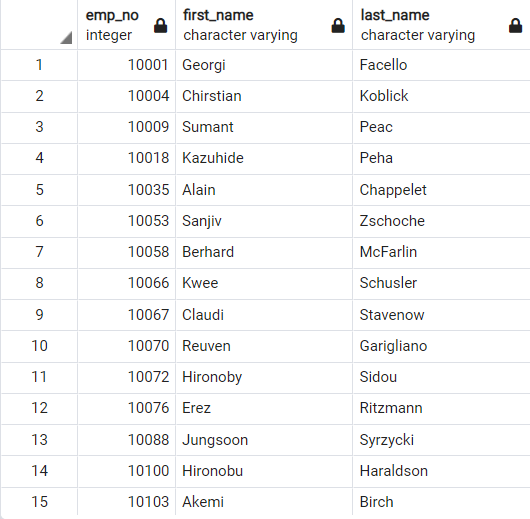 emp_no first_name last_name
integer character varying character varying
1 10001 Georgi Facello
2 10004 Chirstian Koblick
3 10009 Sumant Peac
4 10018 Kazuhide Peha
5 10035 Alain Chappelet
6 10053 Sanjiv Zschoche
7 10058 Berhard McFarlin
8 10066 Kwee Schusler
9 10067 Claudi Stavenow
10 10070 Reuven Garigliano
11 10072 Hironoby Sidou
12 10076 Erez Ritzmann
13 10088 Jungsoon Syrzycki
14 10100 Hironobu Haraldson
15 10103 Akemi Birch